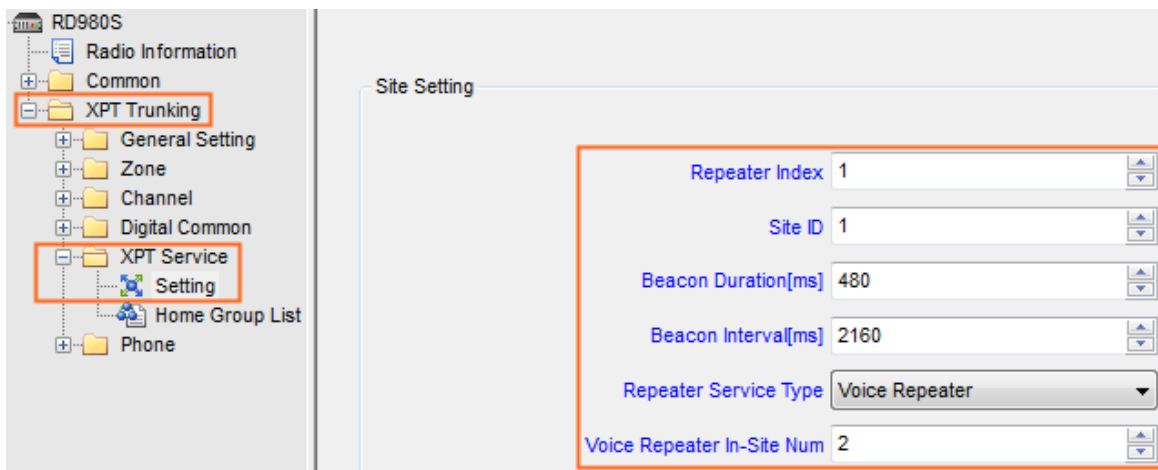 RD980S
Radio Information
Common
XPT Trunking
General Setting
Zone
Channel
Digital Common
XPT Service
Setting
Home Group List
Phone
Site Setting
Repeater Index 1
Site ID 1
Beacon Duration[ms] 480
Beacon Interval[ms] 2160
Repeater Service Type Voice Repeater
Voice Repeater In-Site Num 2